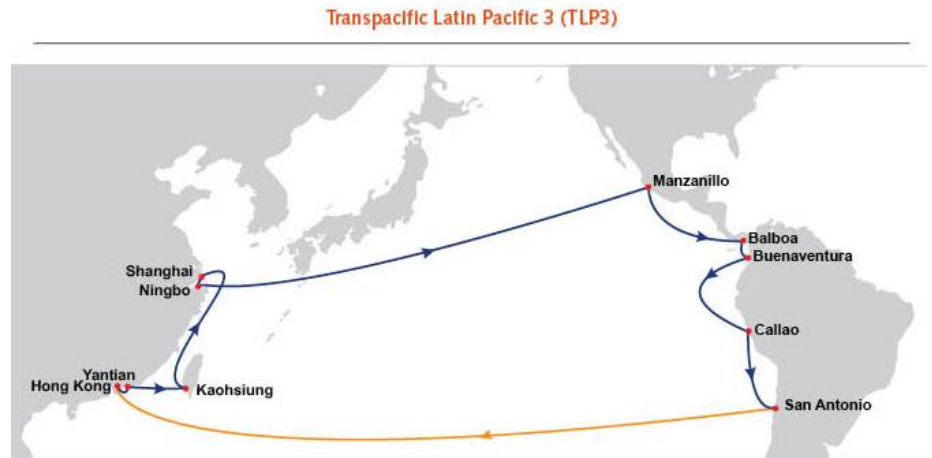 Transpacific Latin Pacific 3 (TLP3)
Manzanillo
Balboa
Buenaventura
Shanghai
Ningbo
Callao
Yantian
Hong Kong
Kaohsiung
San Antonio